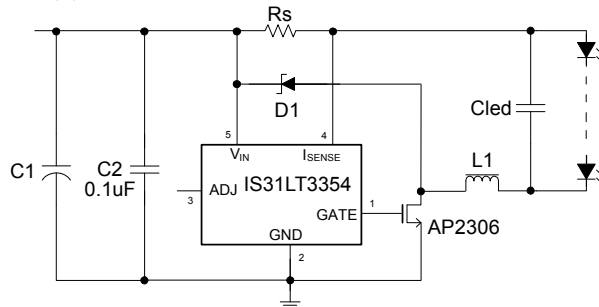 Rs
D1
Cled
5
4
C1
C2
0.1uF
VIN
ISENSE
L1
ADJ
IS31LT3354
3
1
GATE
AP2306
GND
2